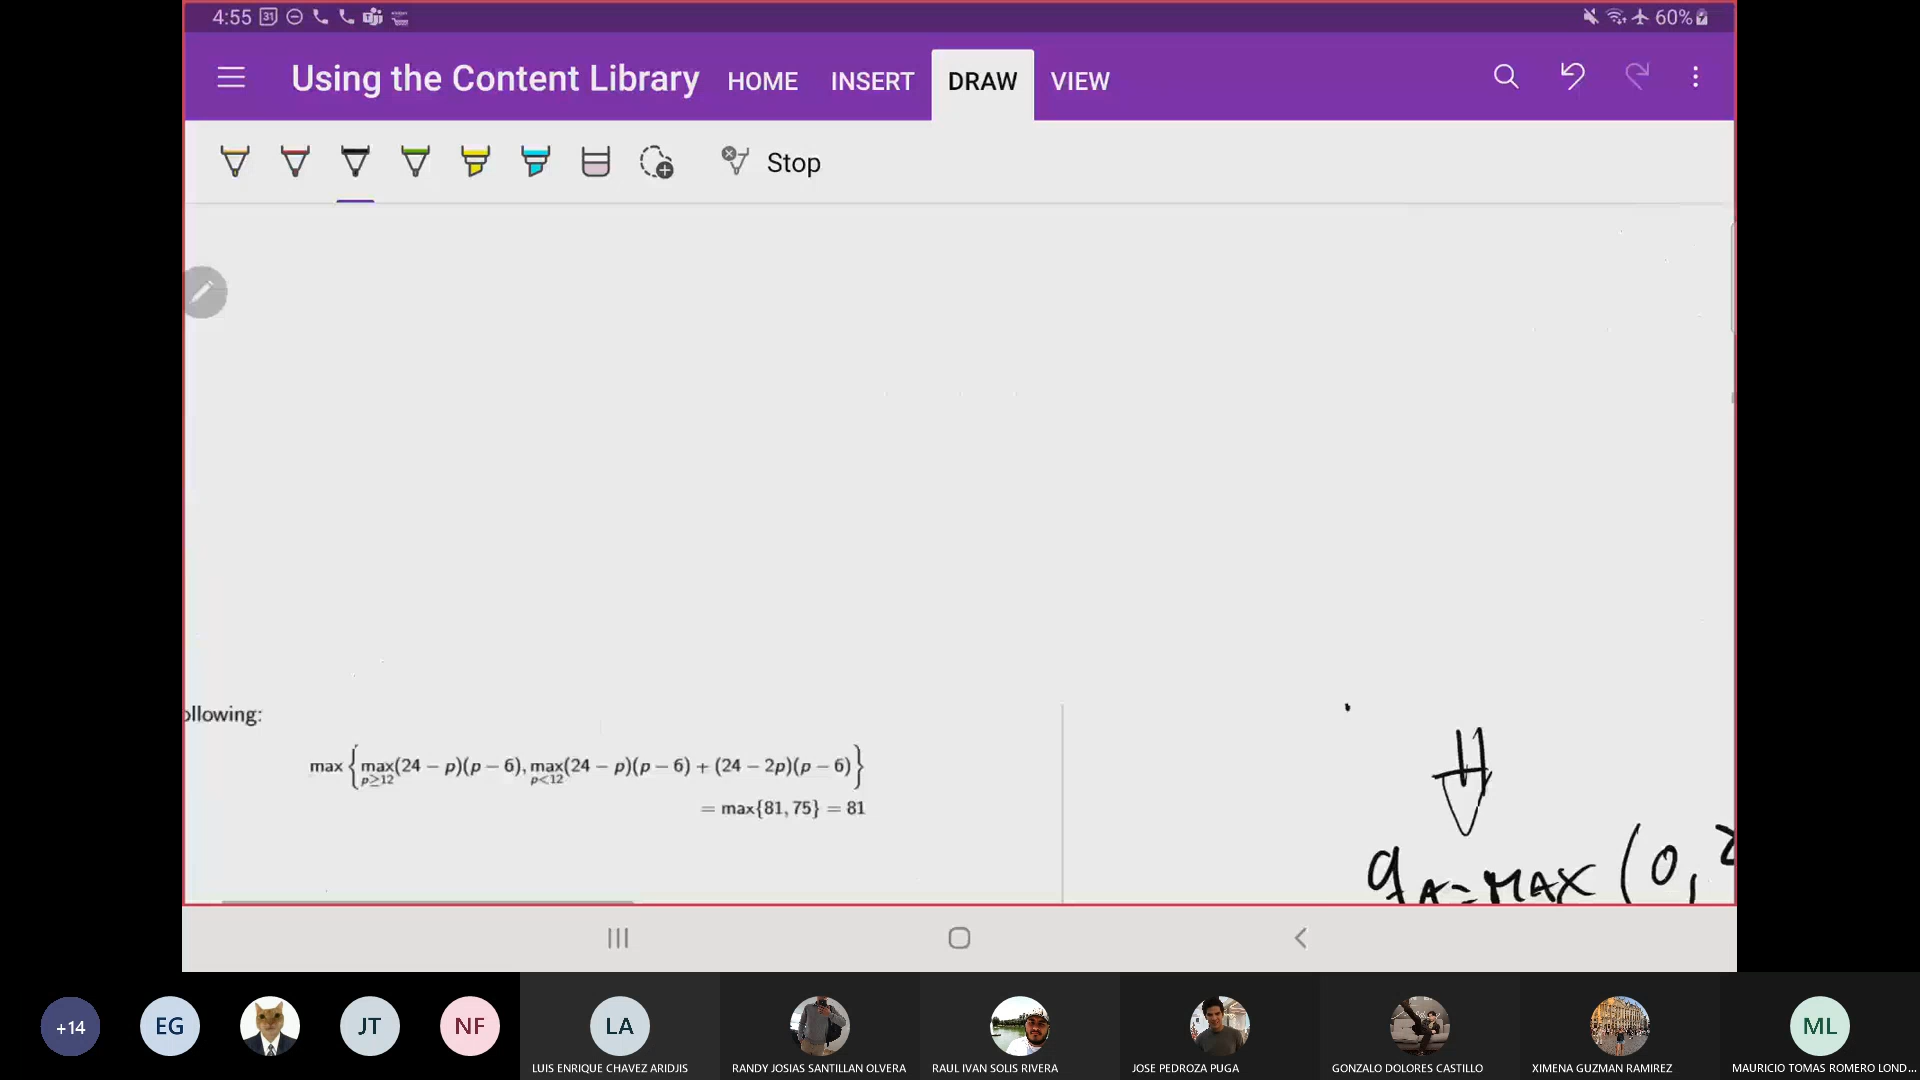 4:55 31 60%
Using the Content Library HOME INSERT DRAW VIEW
Stop
ollowing:
max { max(24 − p)(p − 6), max(24 − p)(p − 6) + (24 − 2p)(p − 6) }
p≥12 p<12
= max{81, 75} = 81
q A = MAX (0, 2
+14 EG JT NF LA ML
LUIS ENRIQUE CHAVEZ ARIDJIS RANDY JOSIAS SANTILLAN OLVERA RAUL IVAN SOLIS RIVERA JOSE PEDROZA PUGA GONZALO DOLORES CASTILLO XIMENA GUZMAN RAMIREZ MAURICIO TOMAS ROMERO LOND...